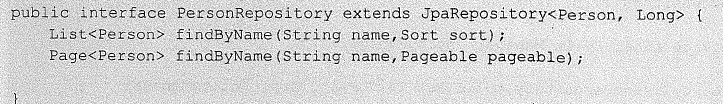 public interface PersonRepository extends JpaRepository<Person, Long> {
    List<Person> findByName(String name,Sort sort);
    Page<Person> findByName(String name,Pageable pageable);
}